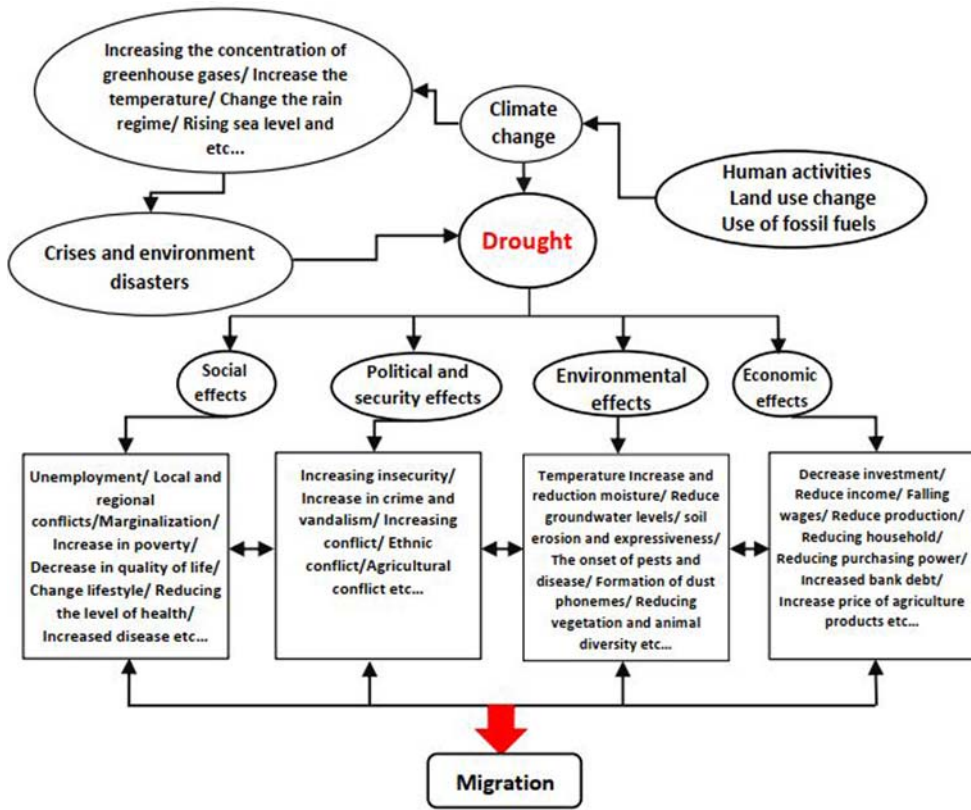 Increasing the concentration of
greenhouse gases/ Increase the
temperature/ Change the rain
regime/ Rising sea level and
etc...
Climate
change
Human activities
Land use change
Use of fossil fuels
Crises and environment
disasters
Drought
Social
effects
Political and
security effects
Environmental
effects
Economic
effects
Unemployment/ Local and
regional
conflicts/Marginalization/
Increase in poverty/
Decrease in quality of life/
Change lifestyle/ Reducing
the level of health/
Increased disease etc...
Increasing insecurity/
Increase in crime and
vandalism/ Increasing
conflict/ Ethnic
conflict/Agricultural
conflict etc...
Temperature Increase and
reduction moisture/ Reduce
groundwater levels/ soil
erosion and expressiveness/
The onset of pests and
disease/ Formation of dust
phonemes/ Reducing
vegetation and animal
diversity etc...
Decrease investment/
Reduce income/ Falling
wages/ Reduce production/
Reducing household/
Reducing purchasing power/
Increased bank debt/
Increase price of agriculture
products etc...
Migration